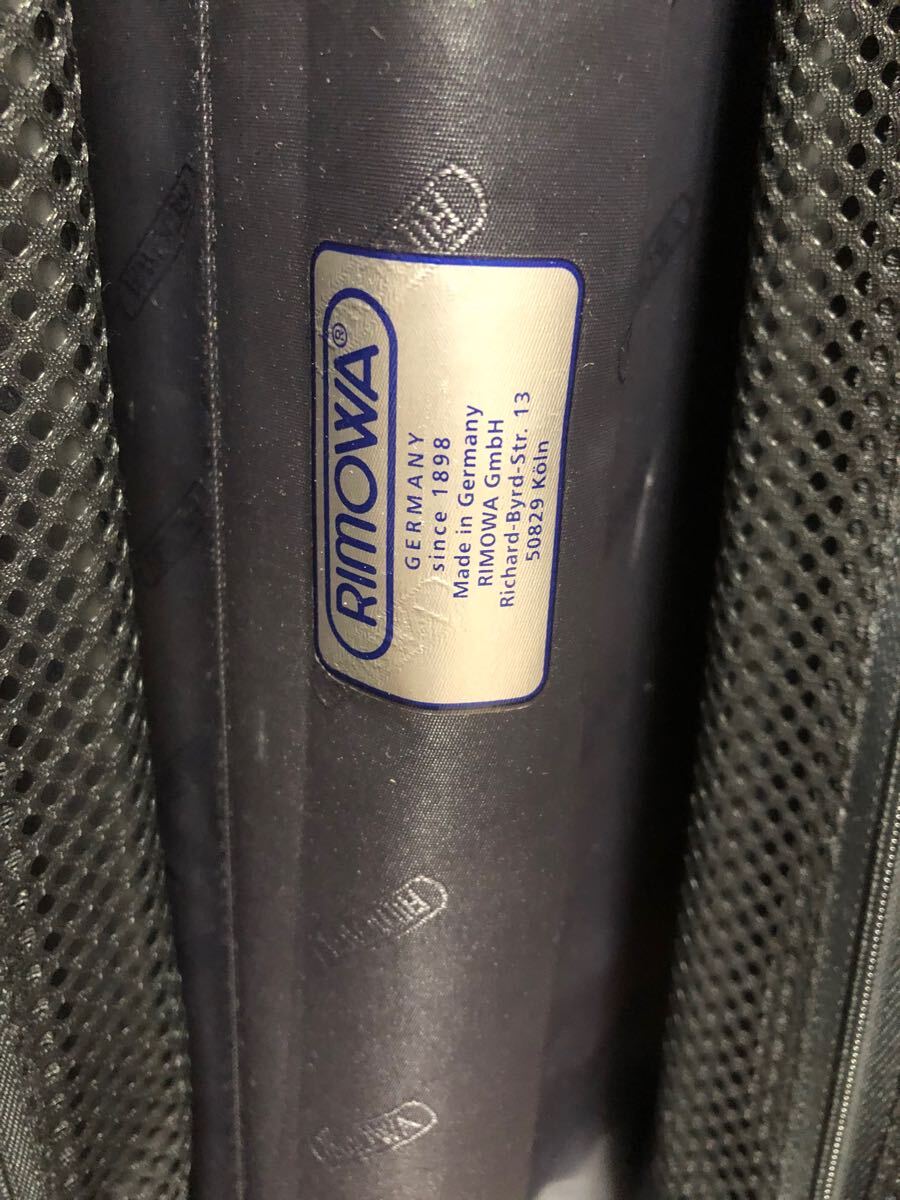 RIMOWA®
GERMANY
since 1898
Made in Germany
RIMOWA GmbH
Richard-Byrd-Str. 13
50829 Köln